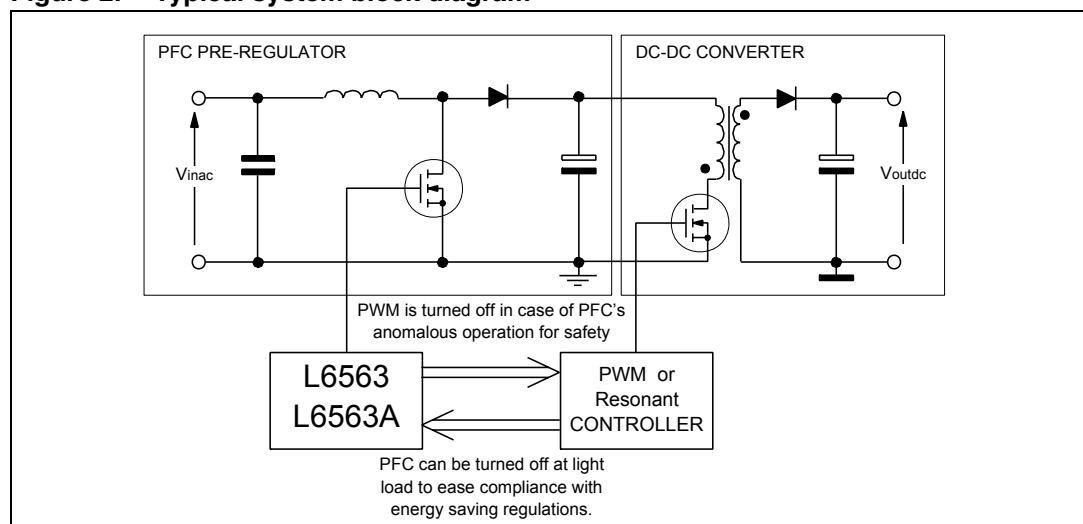 Figure 2. Typical system block diagram
PFC PRE-REGULATOR
DC-DC CONVERTER
Vinac
Voutdc
PWM is turned off in case of PFC's
anomalous operation for safety
L6563
L6563A
PWM or
Resonant
CONTROLLER
PFC can be turned off at light
load to ease compliance with
energy saving regulations.